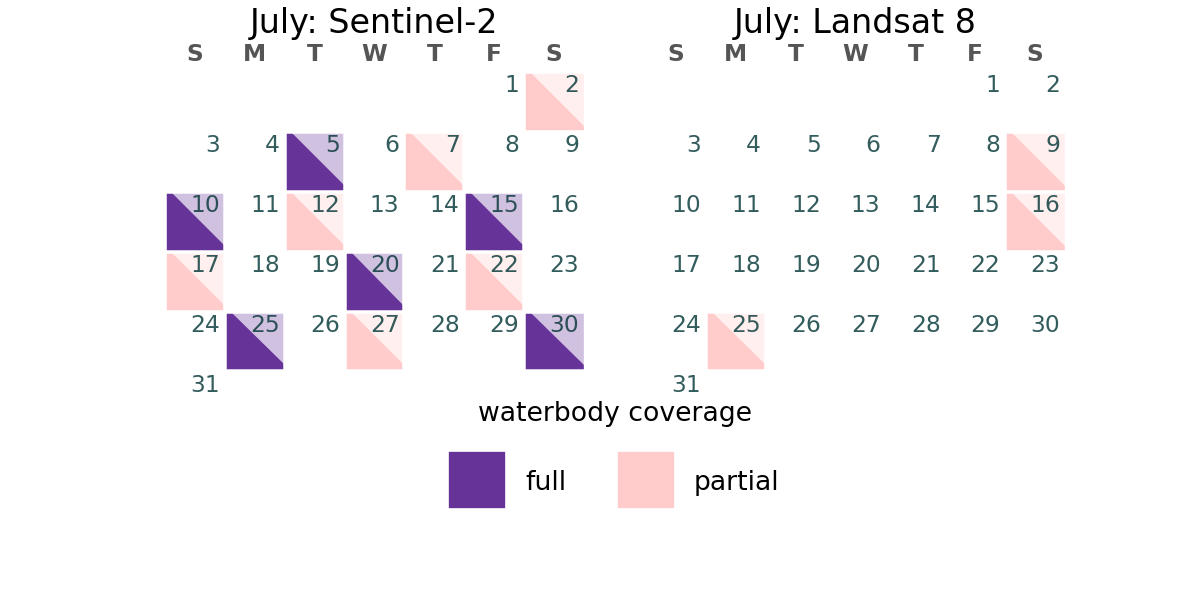 July: Sentinel-2
S M T W T F S
1 2
3 4 5 6 7 8 9
10 11 12 13 14 15 16
17 18 19 20 21 22 23
24 25 26 27 28 29 30
31
July: Landsat 8
S M T W T F S
1 2
3 4 5 6 7 8 9
10 11 12 13 14 15 16
17 18 19 20 21 22 23
24 25 26 27 28 29 30
31
waterbody coverage
full
partial